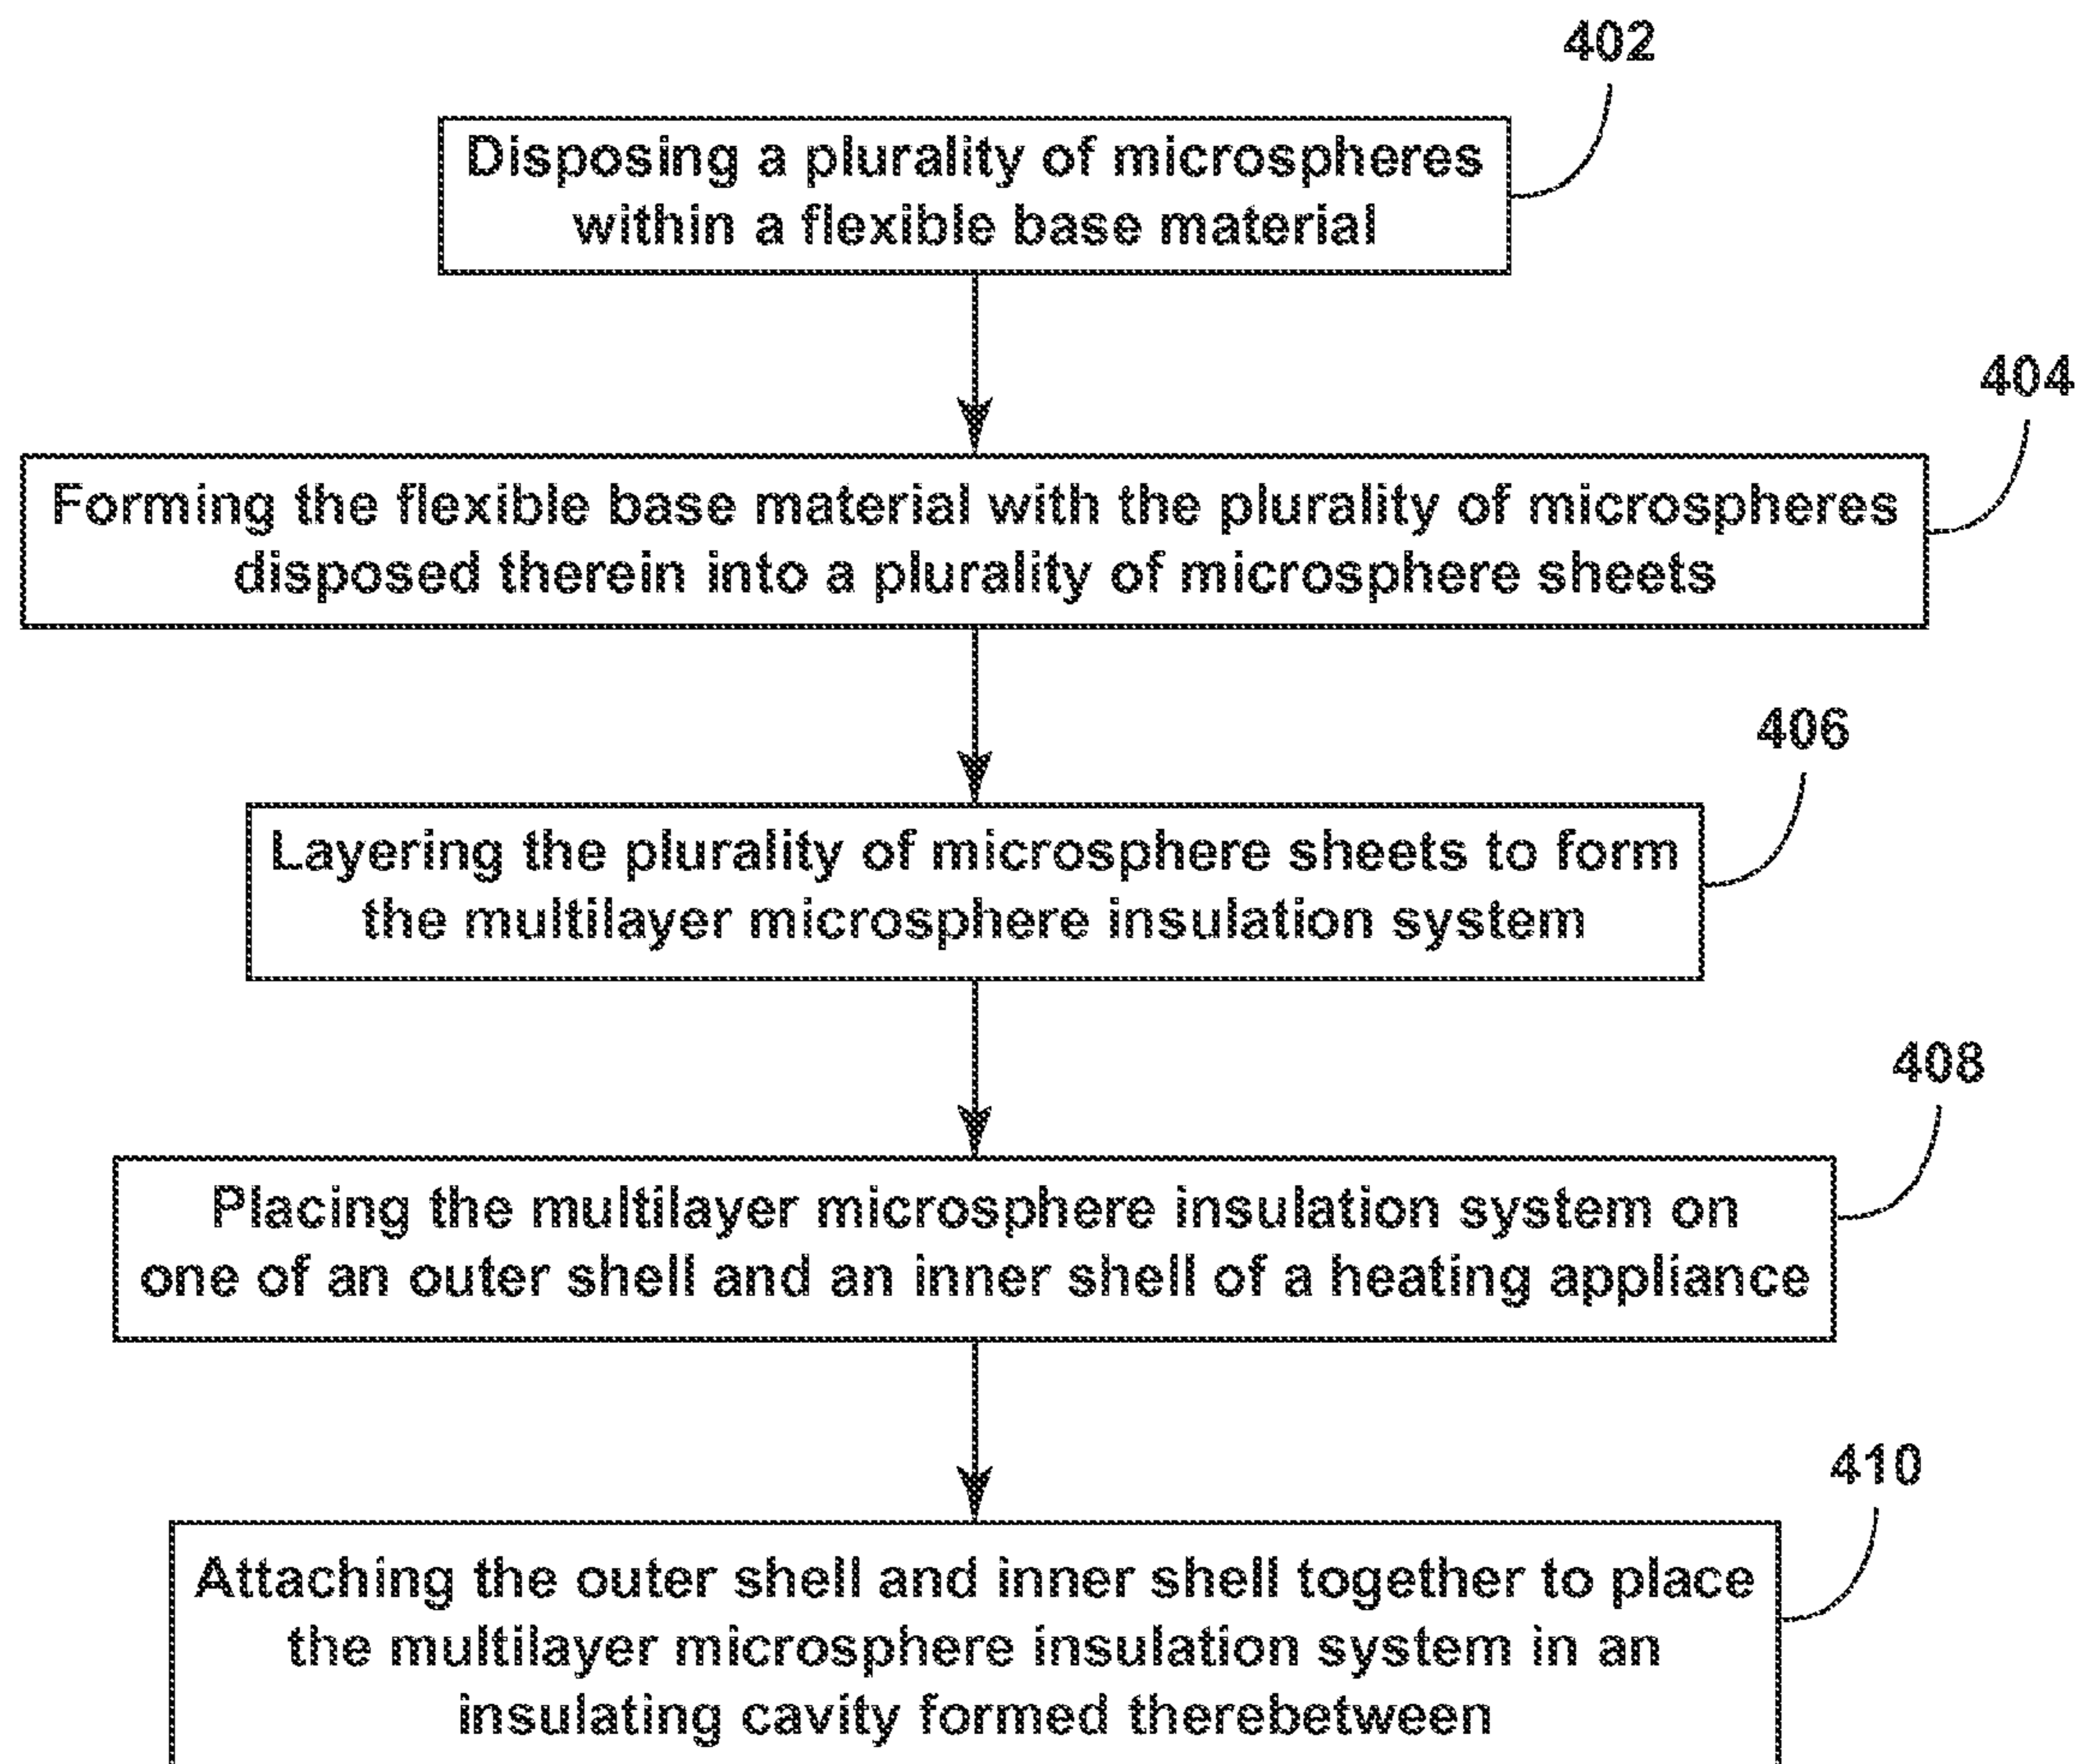 402
Disposing a plurality of microspheres
within a flexible base material
404
Forming the flexible base material with the plurality of microspheres
disposed therein into a plurality of microsphere sheets
406
Layering the plurality of microsphere sheets to form
the multilayer microsphere insulation system
408
Placing the multilayer microsphere insulation system on
one of an outer shell and an inner shell of a heating appliance
410
Attaching the outer shell and inner shell together to place
the multilayer microsphere insulation system in an
insulating cavity formed therebetween